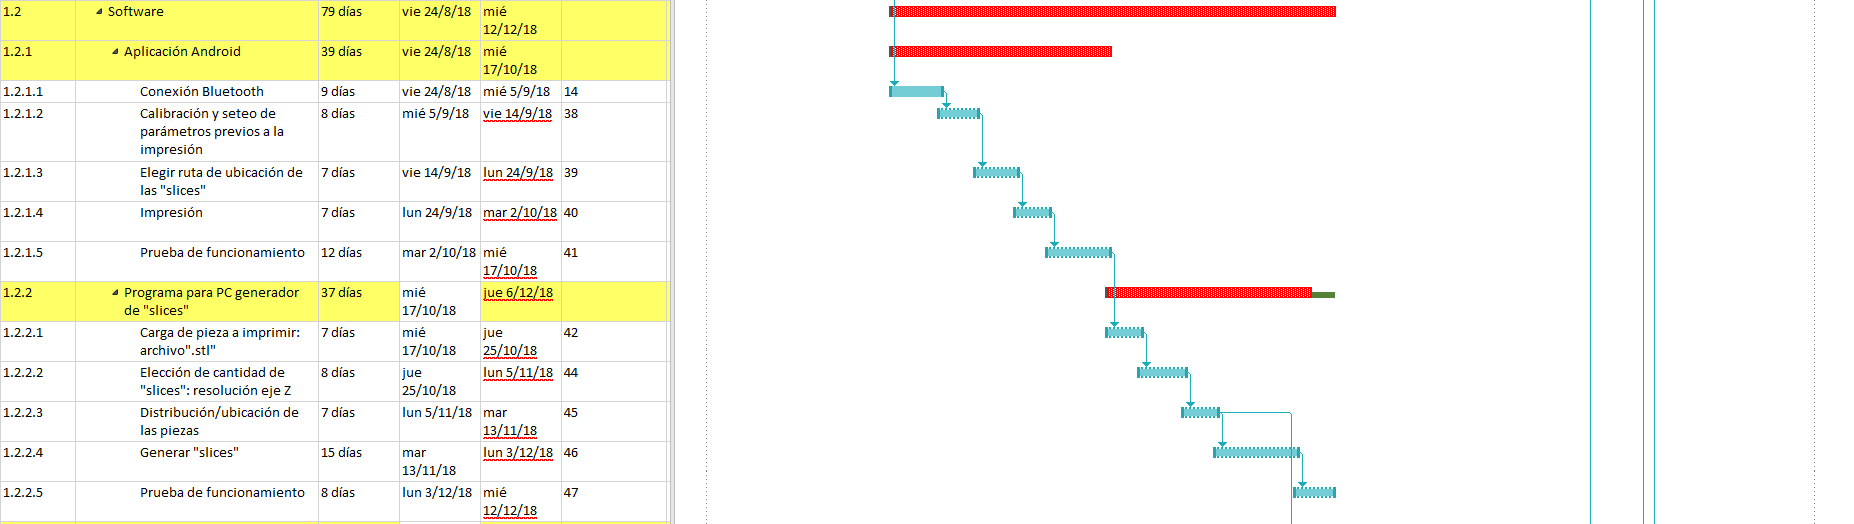 1.2 Software 79 días vie 24/8/18 mié
12/12/18
1.2.1 Aplicación Android 39 días vie 24/8/18 mié
17/10/18
1.2.1.1 Conexión Bluetooth 9 días vie 24/8/18 mié 5/9/18 14
1.2.1.2 Calibración y seteo de 8 días mié 5/9/18 vie 14/9/18 38
parámetros previos a la
impresión
1.2.1.3 Elegir ruta de ubicación de 7 días vie 14/9/18 lun 24/9/18 39
las "slices"
1.2.1.4 Impresión 7 días lun 24/9/18 mar 2/10/18 40
1.2.1.5 Prueba de funcionamiento 12 días mar 2/10/18 mié 41
17/10/18
1.2.2 Programa para PC generador 37 días mié jue 6/12/18
de "slices" 17/10/18
1.2.2.1 Carga de pieza a imprimir: 7 días mié jue 42
archivo".stl" 17/10/18 25/10/18
1.2.2.2 Elección de cantidad de 8 días jue lun 5/11/18 44
"slices": resolución eje Z 25/10/18
1.2.2.3 Distribución/ubicación de 7 días lun 5/11/18 mar 45
las piezas 13/11/18
1.2.2.4 Generar "slices" 15 días mar lun 3/12/18 46
13/11/18
1.2.2.5 Prueba de funcionamiento 8 días lun 3/12/18 mié 47
12/12/18